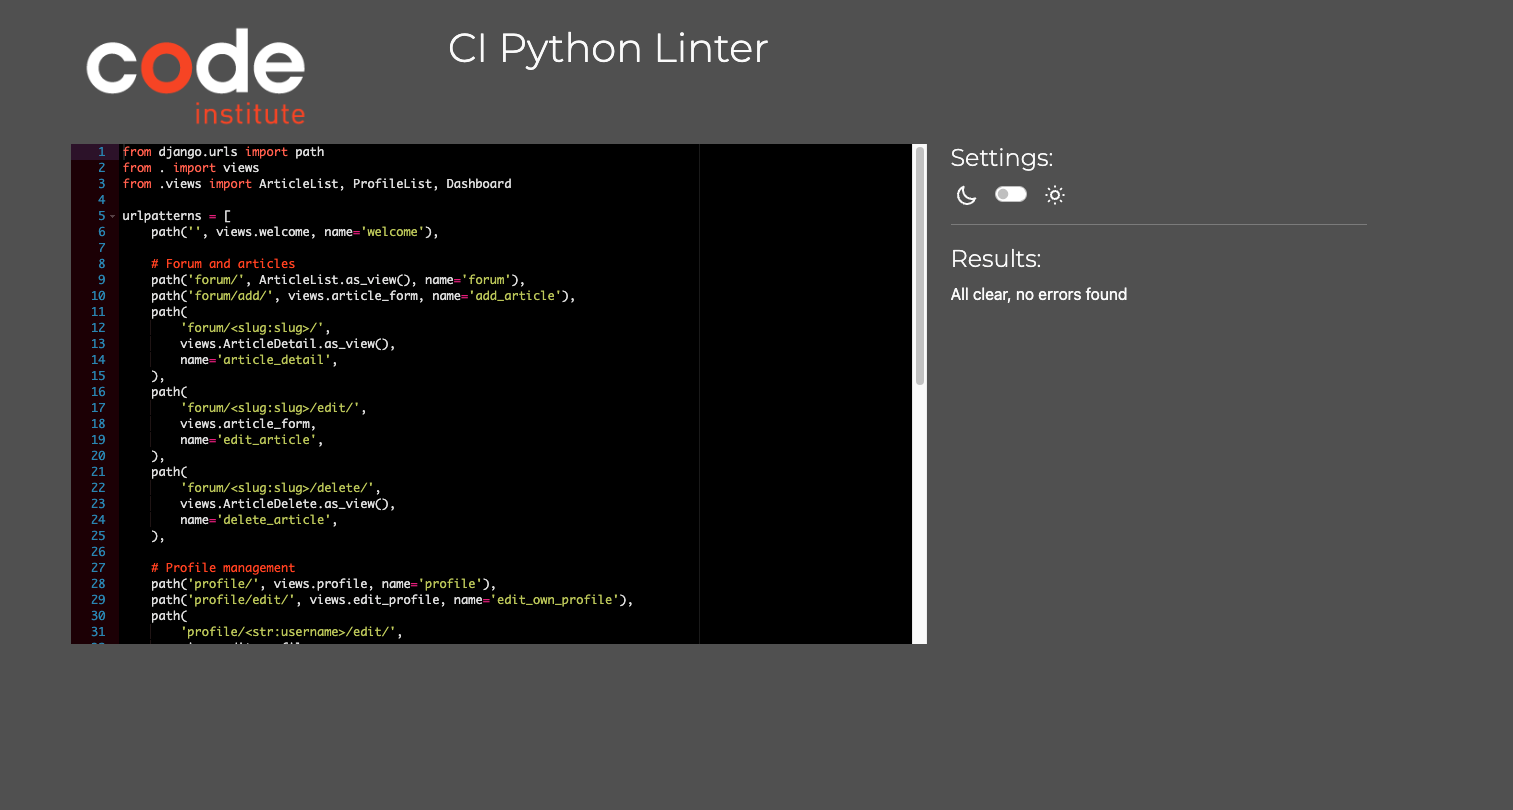 code
institute
CI Python Linter
1 from django.urls import path
2 from . import views
3 from .views import ArticleList, ProfileList, Dashboard
4
5 urlpatterns = [
6     path('', views.welcome, name='welcome'),
7
8     # Forum and articles
9     path('forum/', ArticleList.as_view(), name='forum'),
10     path('forum/add/', views.article_form, name='add_article'),
11     path(
12         'forum/<slug:slug>/',
13         views.ArticleDetail.as_view(),
14         name='article_detail',
15     ),
16     path(
17         'forum/<slug:slug>/edit/',
18         views.article_form,
19         name='edit_article',
20     ),
21     path(
22         'forum/<slug:slug>/delete/',
23         views.ArticleDelete.as_view(),
24         name='delete_article',
25     ),
26
27     # Profile management
28     path('profile/', views.profile, name='profile'),
29     path('profile/edit/', views.edit_profile, name='edit_own_profile'),
30     path(
31         'profile/<str:username>/edit/',
Settings:
Results:
All clear, no errors found